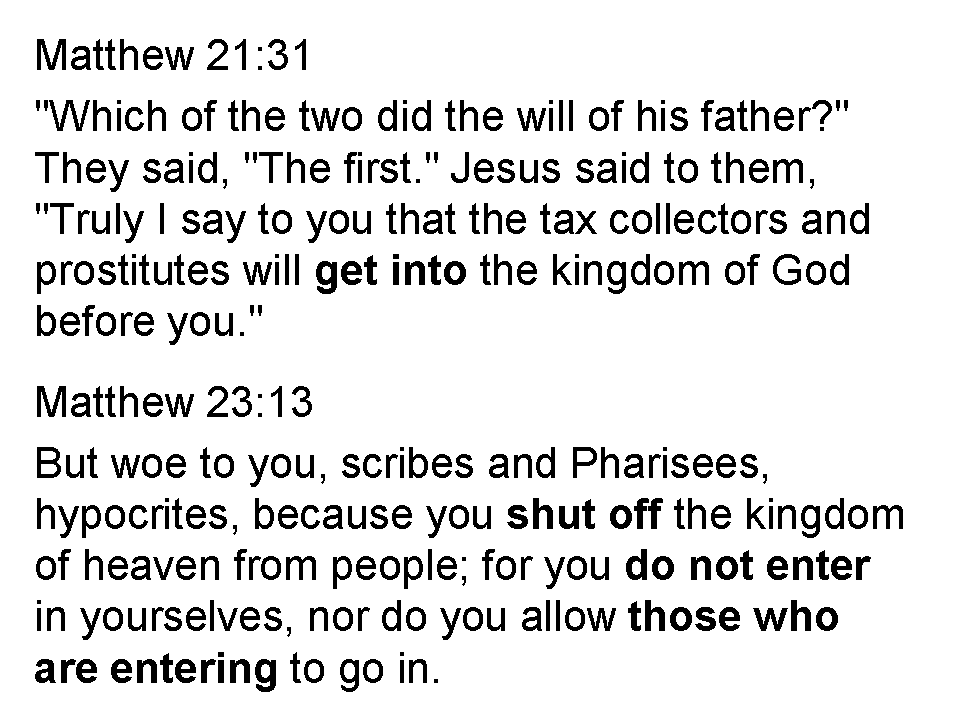 Matthew 21:31
"Which of the two did the will of his father?"
They said, "The first." Jesus said to them,
"Truly I say to you that the tax collectors and
prostitutes will get into the kingdom of God
before you."
Matthew 23:13
But woe to you, scribes and Pharisees,
hypocrites, because you shut off the kingdom
of heaven from people; for you do not enter
in yourselves, nor do you allow those who
are entering to go in.